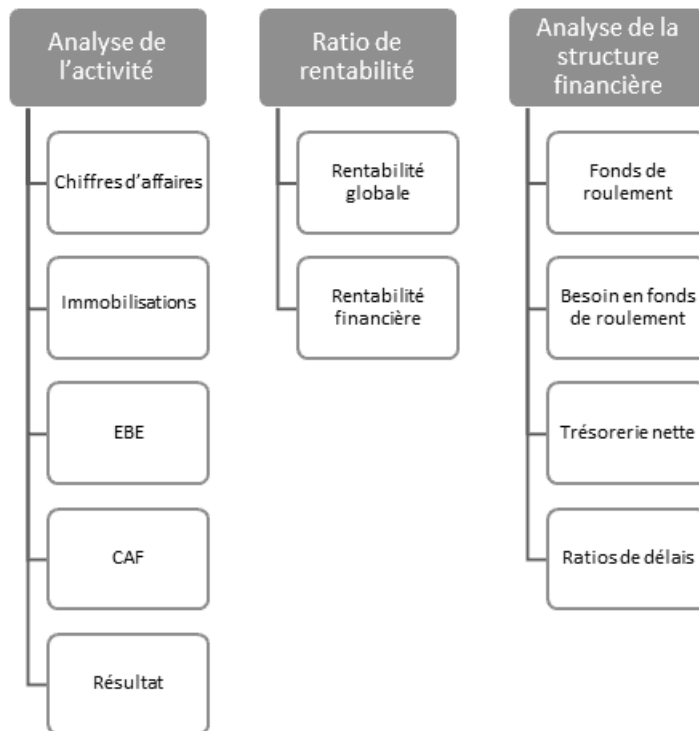 Analyse de
l'activité
Chiffres d'affaires
Immobilisations
EBE
CAF
Résultat
Ratio de
rentabilité
Rentabilité
globale
Rentabilité
financière
Analyse de la
structure
financière
Fonds de
roulement
Besoin en fonds
de roulement
Trésorerie nette
Ratios de délais